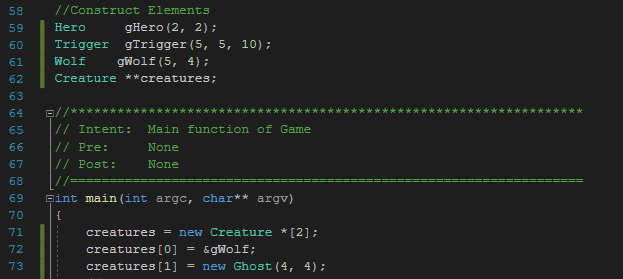 58 //Construct Elements
59 Hero gHero(2, 2);
60 Trigger gTrigger(5, 5, 10);
61 Wolf gWolf(5, 4);
62 Creature **creatures;
63
64 //******************************************************************
65 // Intent: Main function of Game
66 // Pre: None
67 // Post: None
68 //==================================================================
69 int main(int argc, char** argv)
70 {
71 creatures = new Creature *[2];
72 creatures[0] = &gWolf;
73 creatures[1] = new Ghost(4, 4);